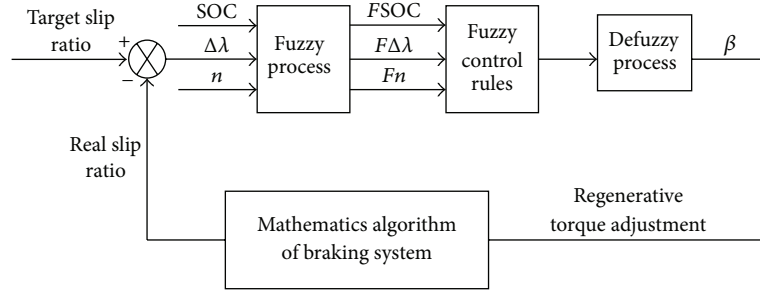 Target slip
ratio
+
−
SOC
Δλ
n
Fuzzy
process
FSOC
FΔλ
Fn
Fuzzy
control
rules
Defuzzy
process
β
Real slip
ratio
Mathematics algorithm
of braking system
Regenerative
torque adjustment